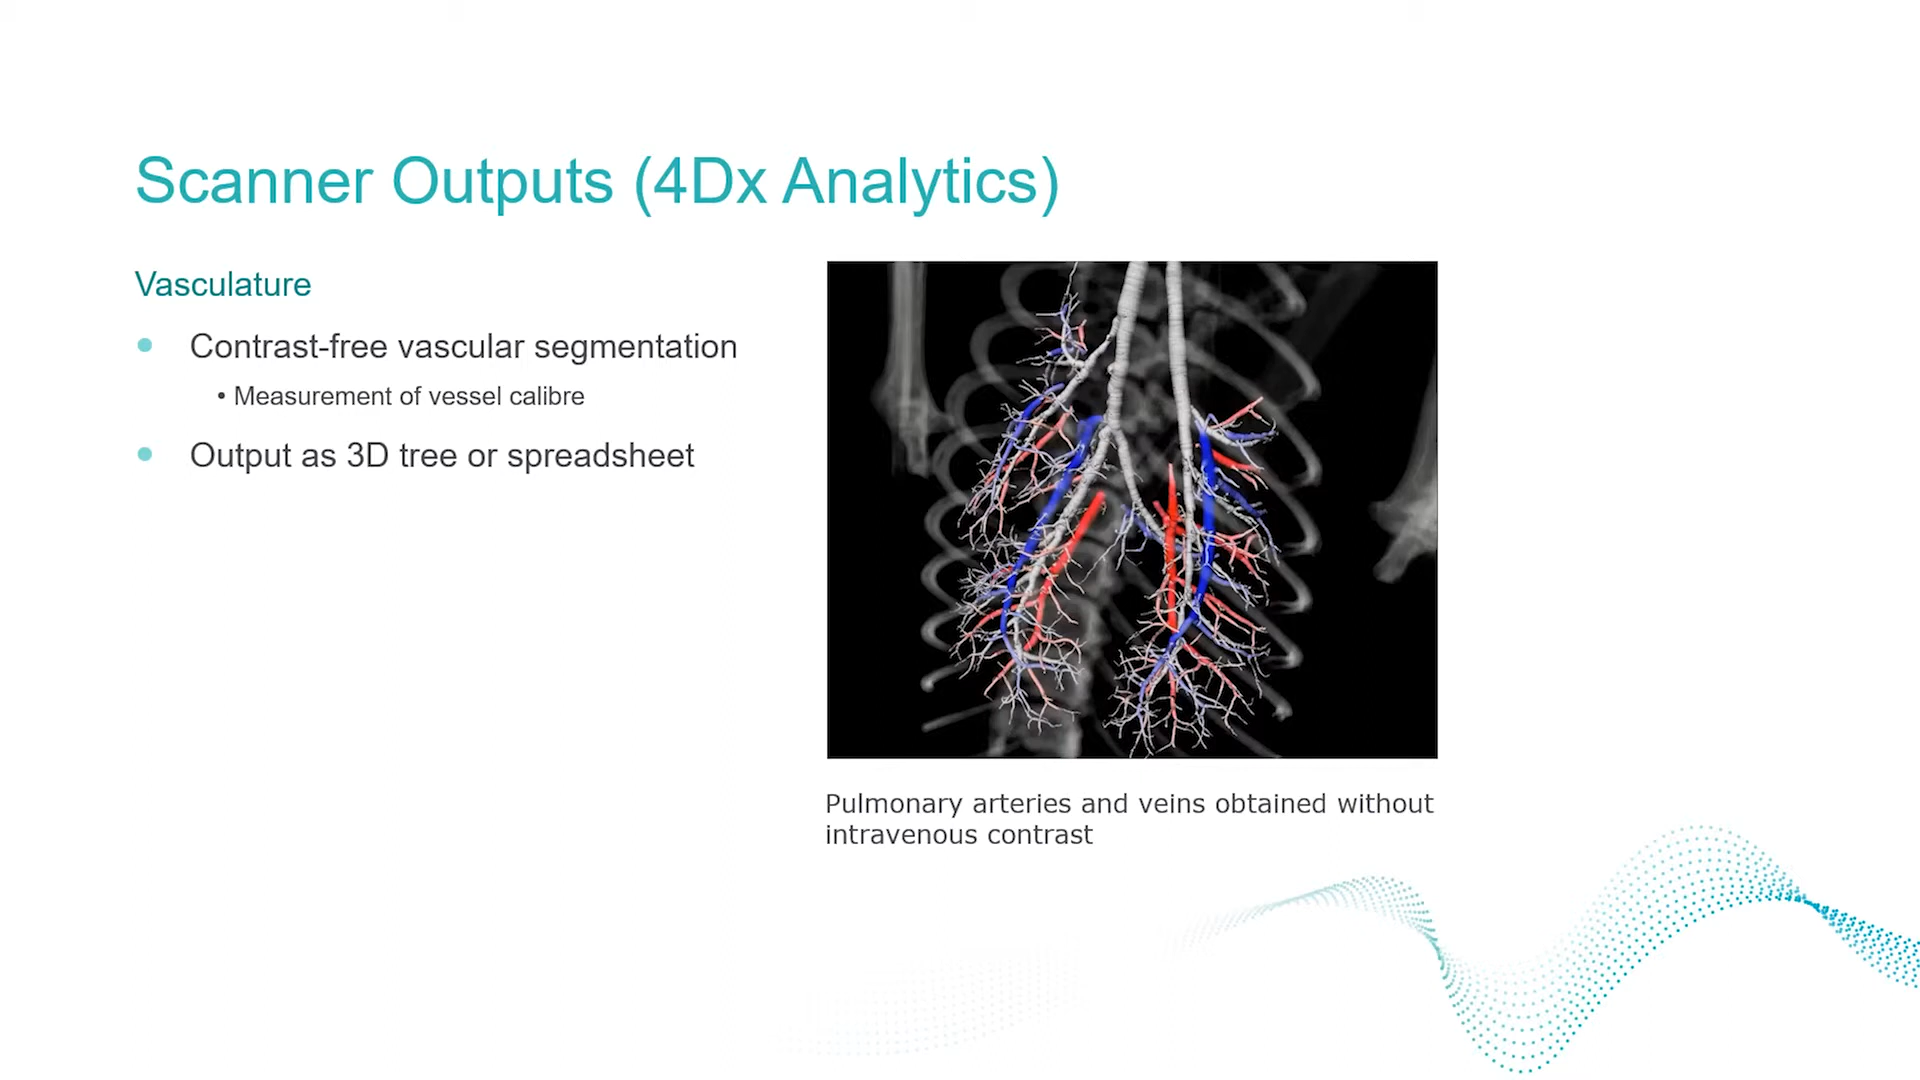 Scanner Outputs (4Dx Analytics)
Vasculature
• Contrast-free vascular segmentation
• Measurement of vessel calibre
• Output as 3D tree or spreadsheet
Pulmonary arteries and veins obtained without
intravenous contrast